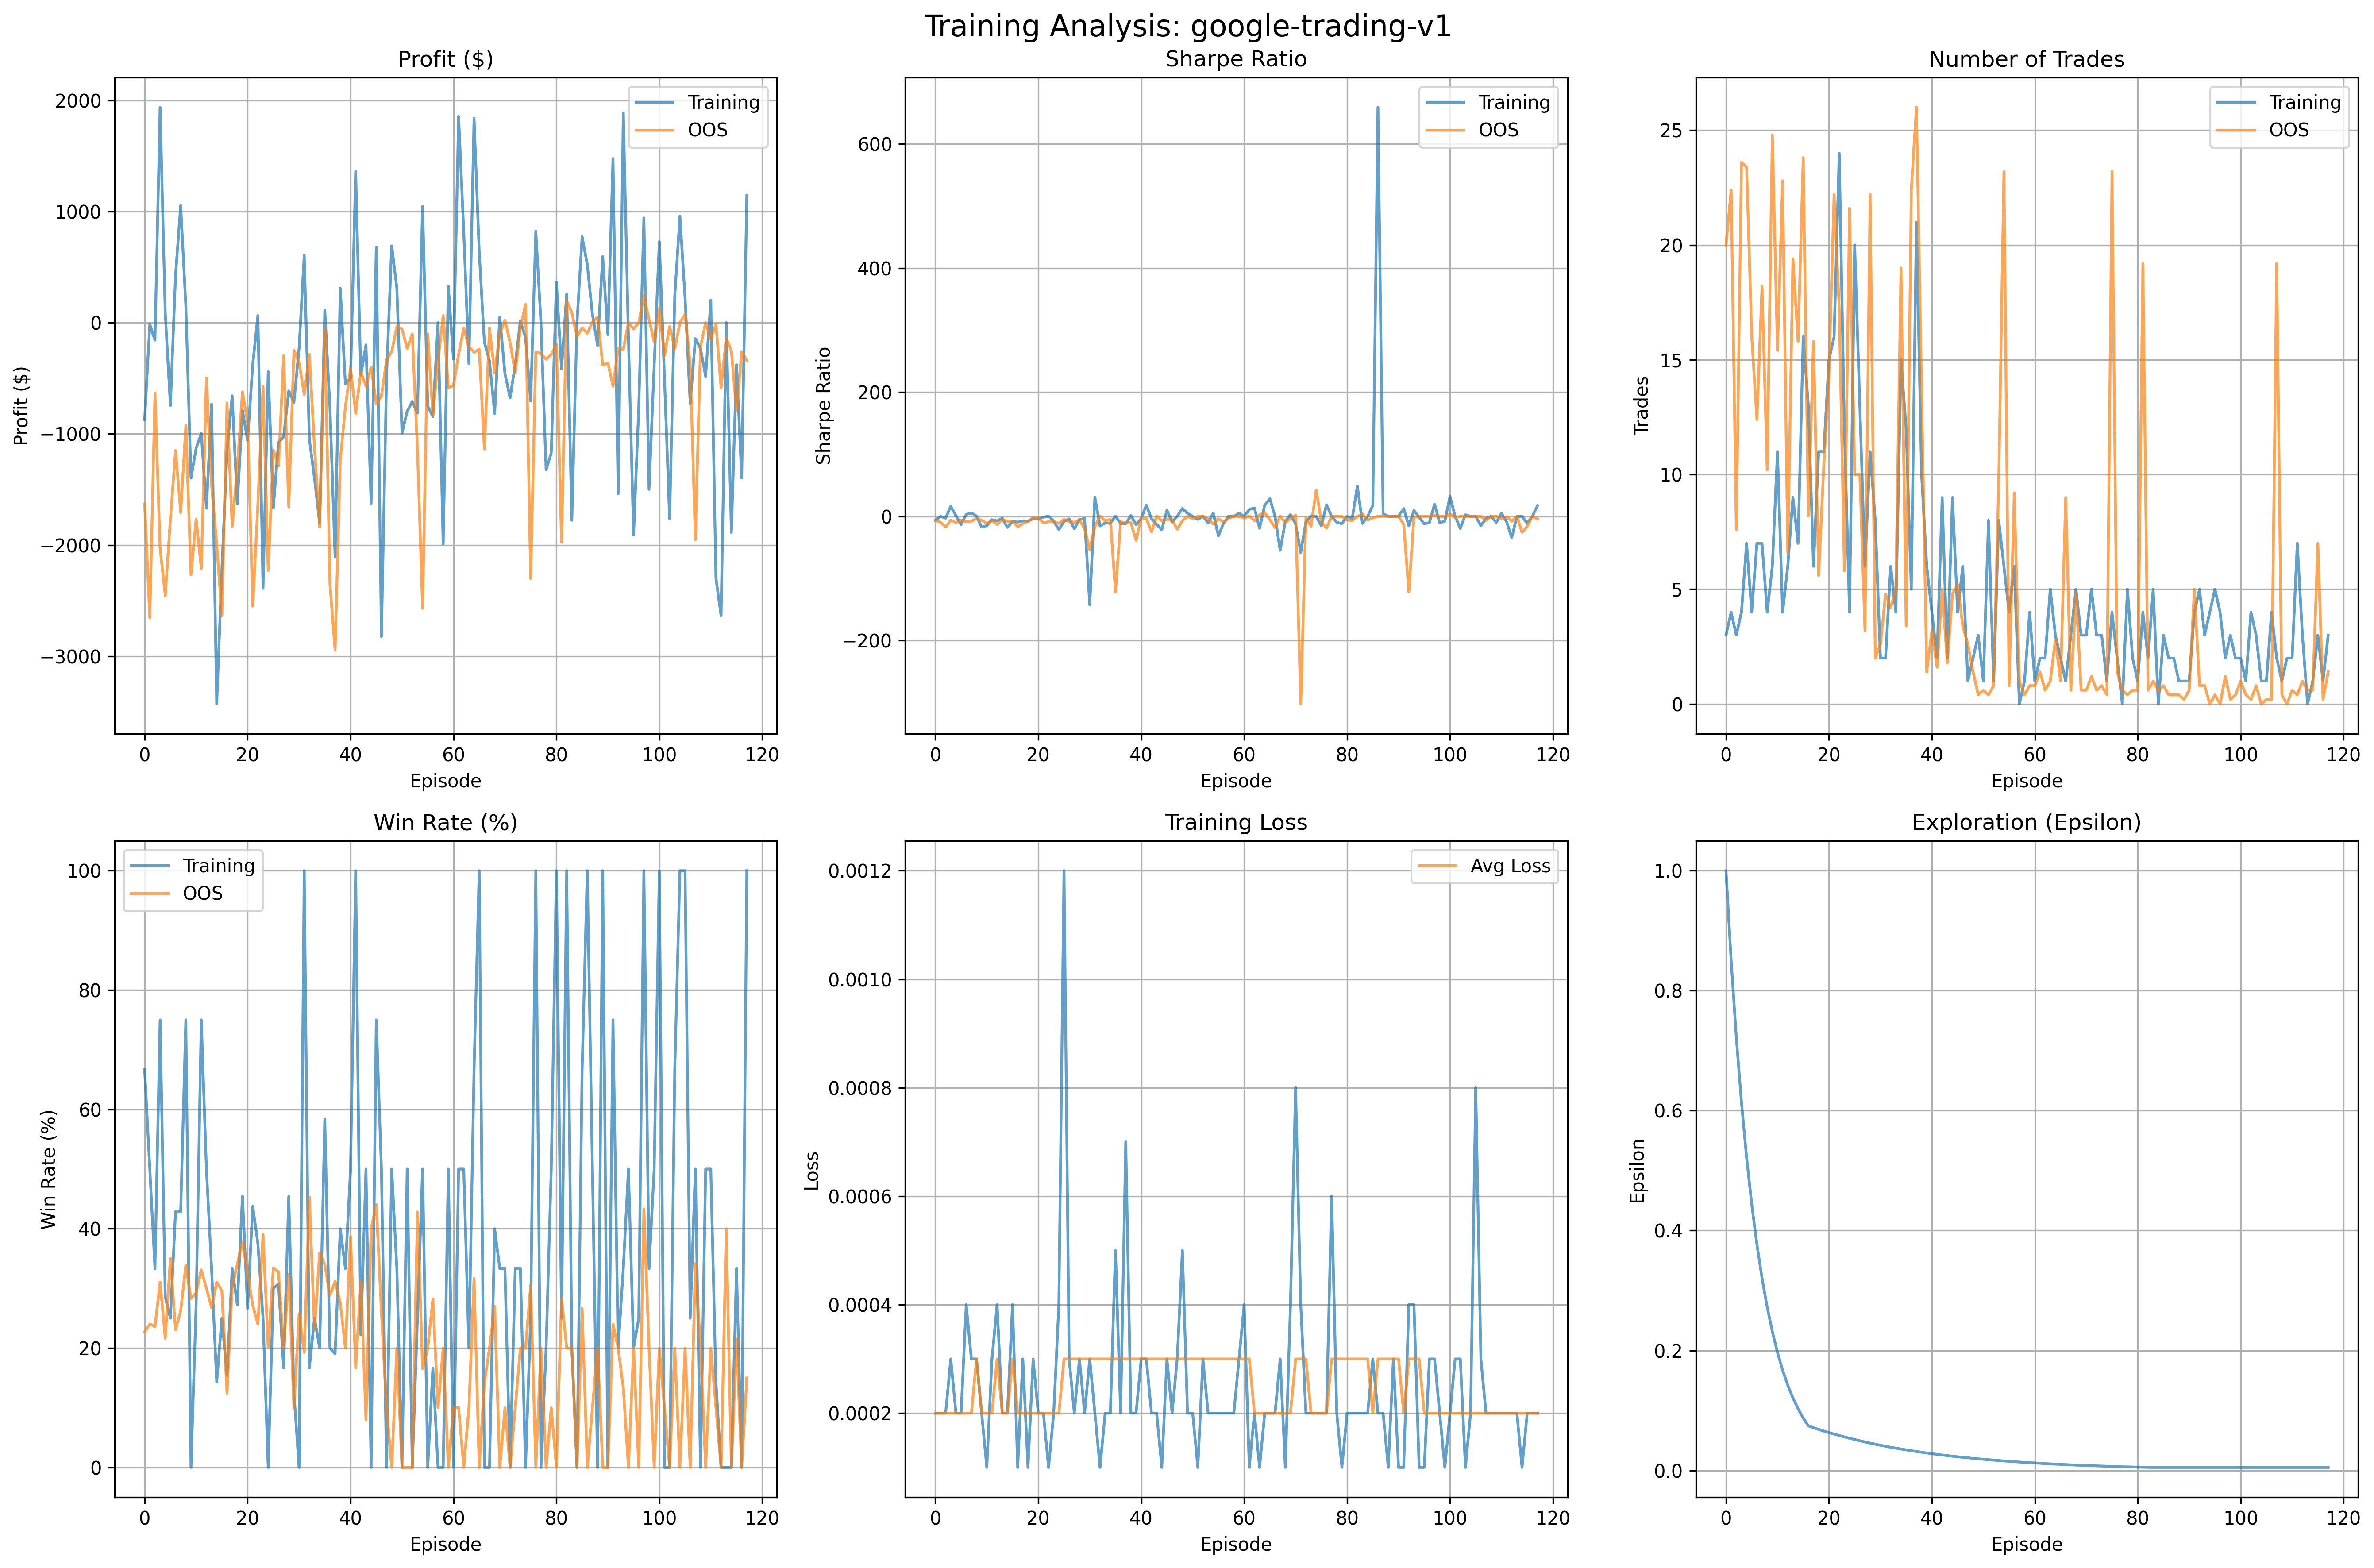 Training Analysis: google-trading-v1
Profit ($)
Training
OOS
2000
1000
0
−1000
−2000
−3000
Profit ($)
0 20 40 60 80 100 120
Episode
Sharpe Ratio
Training
OOS
600
400
200
0
−200
Sharpe Ratio
0 20 40 60 80 100 120
Episode
Number of Trades
Training
OOS
25
20
15
10
5
0
Trades
0 20 40 60 80 100 120
Episode
Win Rate (%)
Training
OOS
100
80
60
40
20
0
Win Rate (%)
0 20 40 60 80 100 120
Episode
Training Loss
Avg Loss
0.0012
0.0010
0.0008
0.0006
0.0004
0.0002
Loss
0 20 40 60 80 100 120
Episode
Exploration (Epsilon)
1.0
0.8
0.6
0.4
0.2
0.0
Epsilon
0 20 40 60 80 100 120
Episode